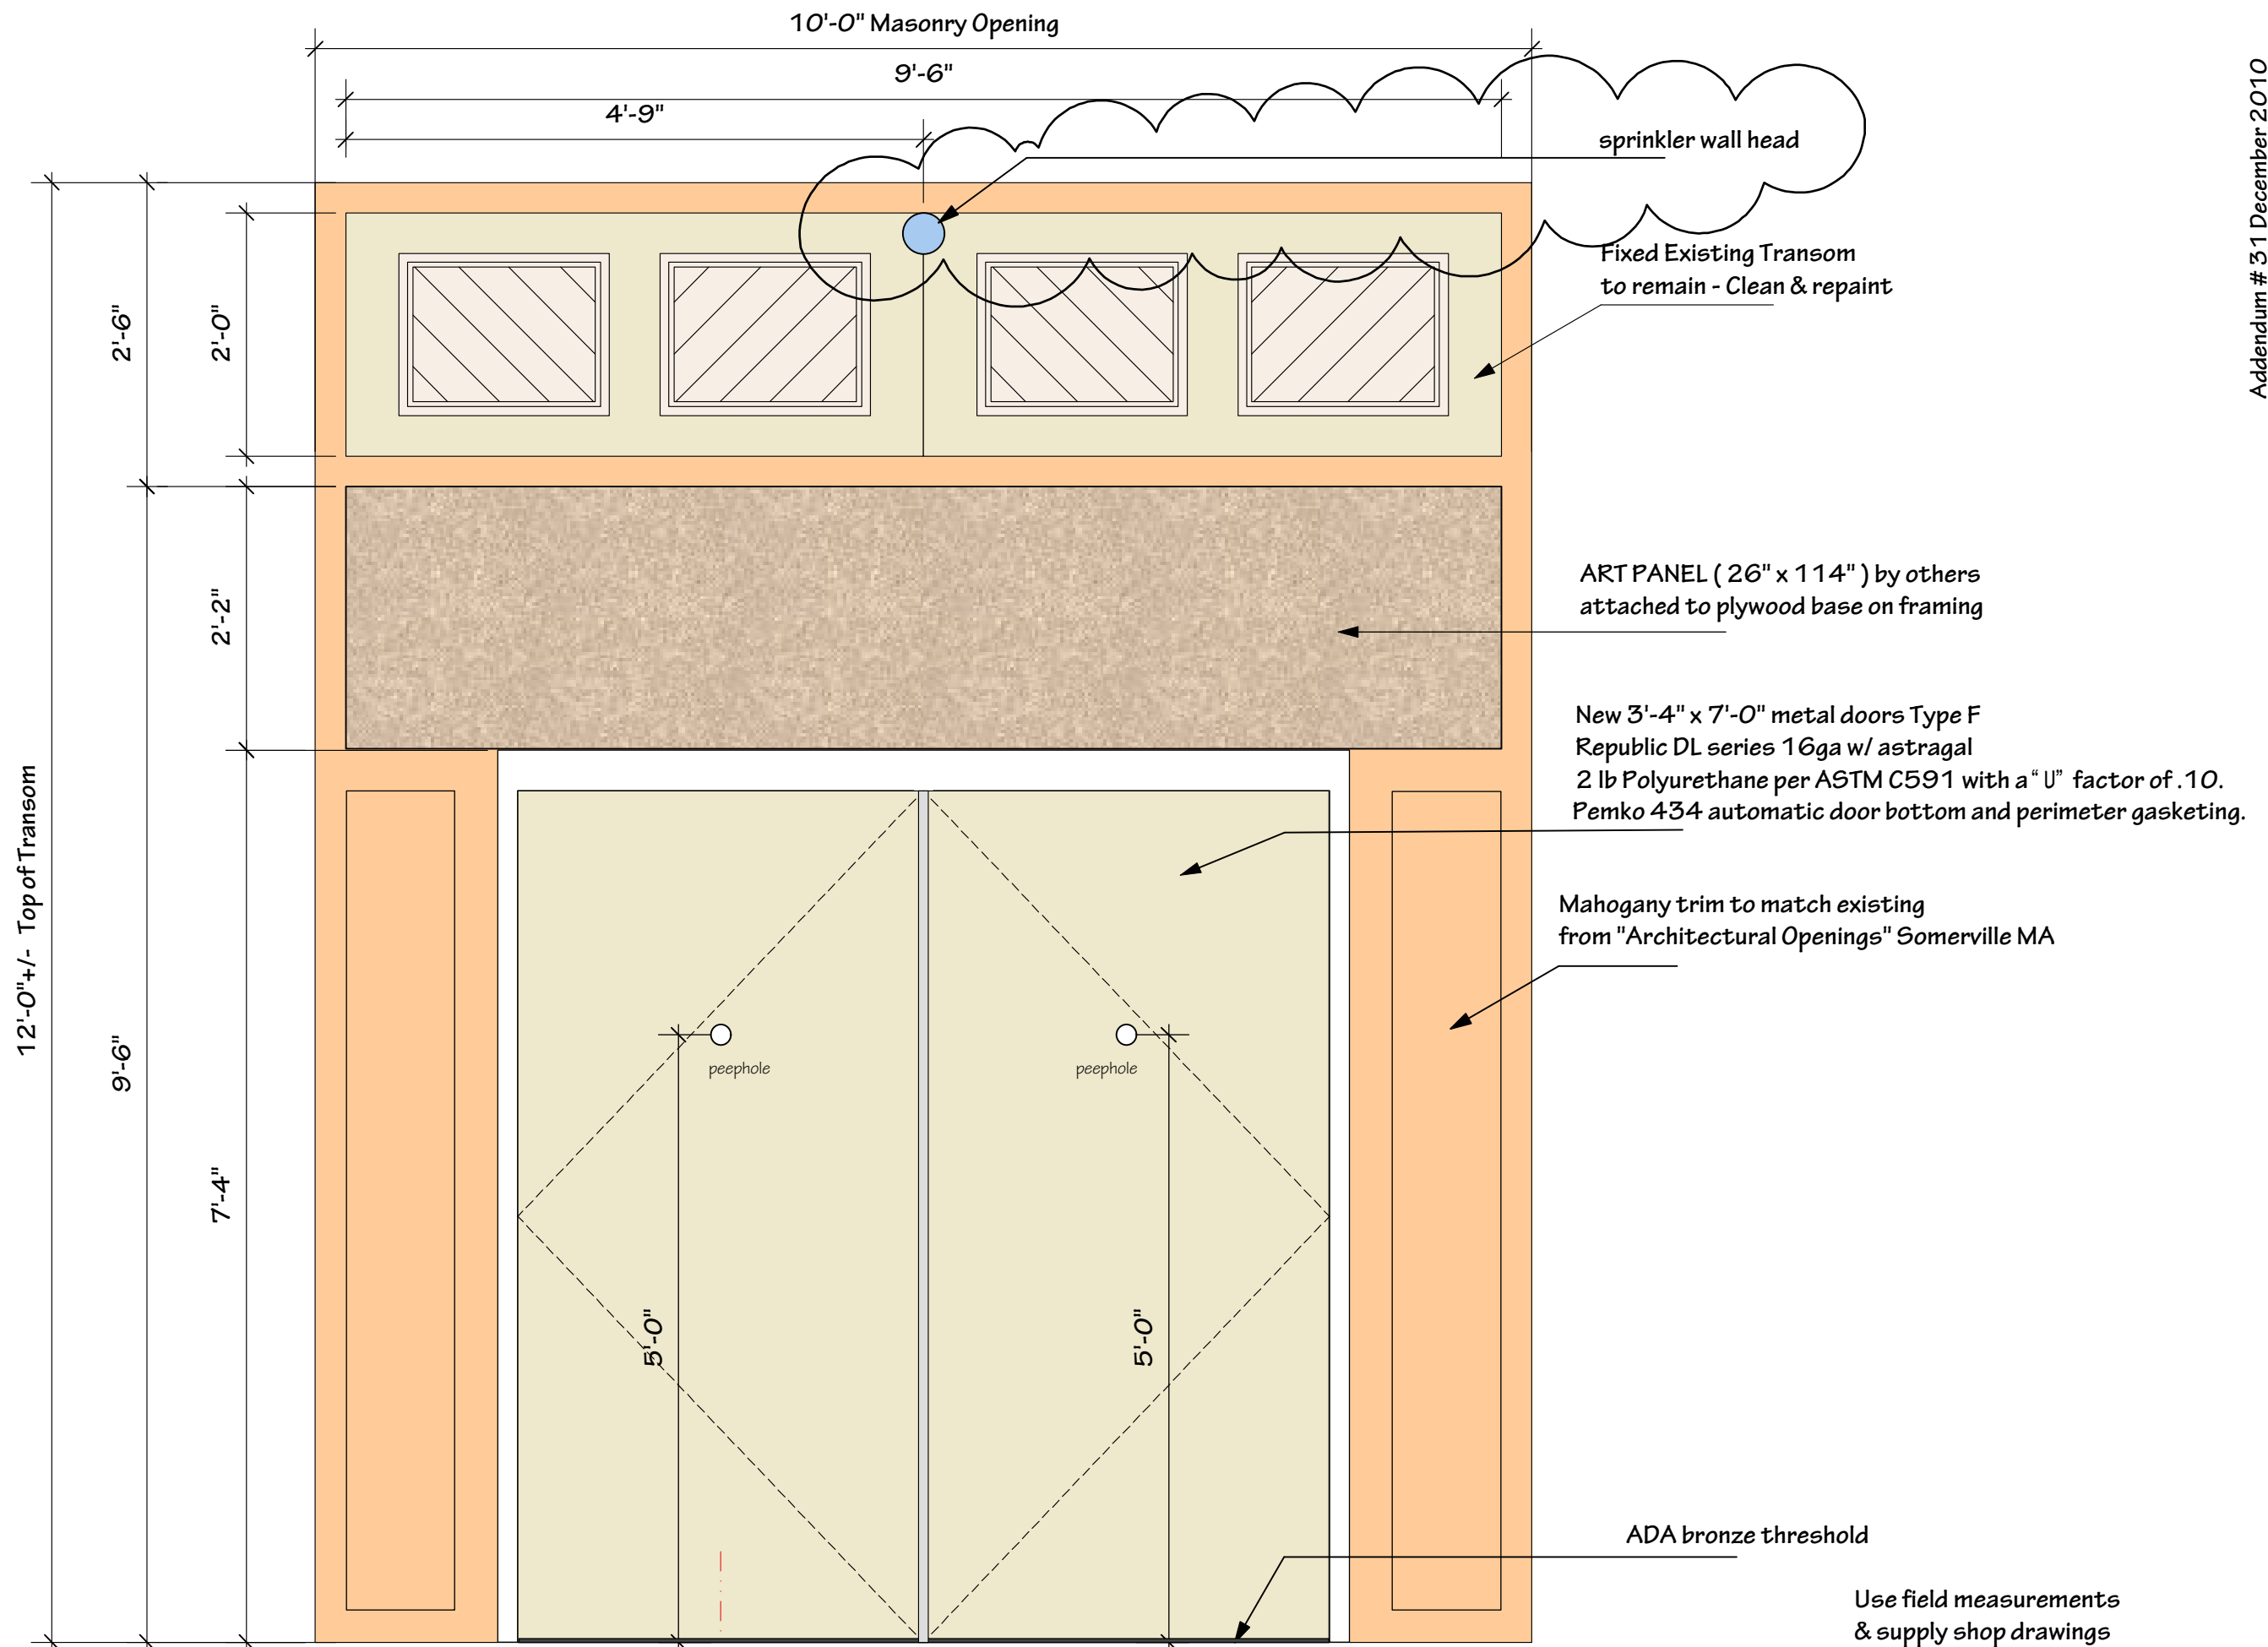 10'-0" Masonry Opening
9'-6"
4'-9"
sprinkler wall head
Addendum # 3 1 December 2010
Fixed Existing Transom
to remain - Clean & repaint
2'-6"
2'-0"
ART PANEL ( 26" x 114" ) by others
attached to plywood base on framing
2'-2"
New 3'-4" x 7'-0" metal doors Type F
Republic DL series 16ga w/ astragal
2 lb Polyurethane per ASTM C591 with a “ U” factor of .10.
Pemko 434 automatic door bottom and perimeter gasketing.
12'-0"+/- Top of Transom
Mahogany trim to match existing
from "Architectural Openings" Somerville MA
9'-6"
peephole
peephole
7'-4"
5'-0"
5'-0"
ADA bronze threshold
Use field measurements
& supply shop drawings